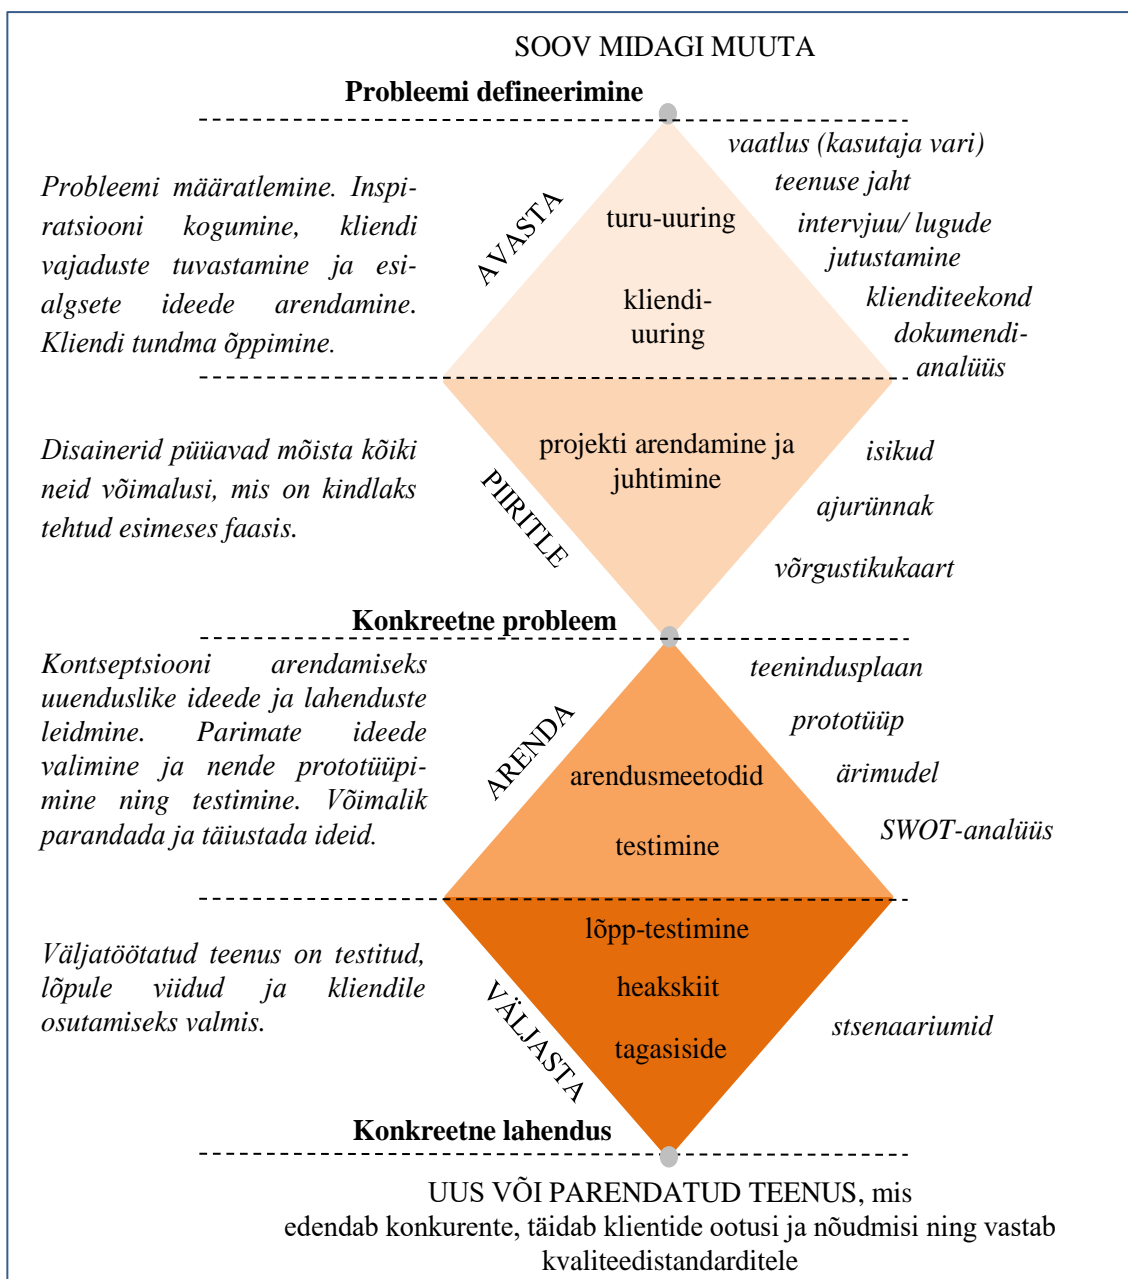 SOOV MIDAGI MUUTA
Probleemi defineerimine
Probleemi määratlemine. Inspi-
ratsiooni kogumine, kliendi
vajaduste tuvastamine ja esi-
algsete ideede arendamine.
Kliendi tundma õppimine.
AVASTA
turu-uuring
kliendi-
uuring
vaatlus (kasutaja vari)
teenuse jaht
intervjuu/ lugude
jutustamine
klienditeekond
dokumendi-
analüüs
Disainerid püüavad mõista kõiki
neid võimalusi, mis on kindlaks
tehtud esimeses faasis.
PIIRITLE
projekti arendamine ja
juhtimine
isikud
ajurünnak
võrgustikukaart
Konkreetne probleem
Kontseptsiooni arendamiseks
uuenduslike ideede ja lahenduste
leidmine. Parimate ideede
valimine ja nende prototüüpi-
mine ning testimine. Võimalik
parandada ja täiustada ideid.
ARENDA
arendusmeetodid
testimine
teenindusplaan
prototüüp
ärimudel
SWOT-analüüs
Väljatöötatud teenus on testitud,
lõpule viidud ja kliendile
osutamiseks valmis.
VÄLJASTA
lõpp-testimine
heakskiit
tagasiside
stsenaariumid
Konkreetne lahendus
UUS VÕI PARENDATUD TEENUS, mis
edendab konkurente, täidab klientide ootusi ja nõudmisi ning vastab
kvaliteedistandarditele